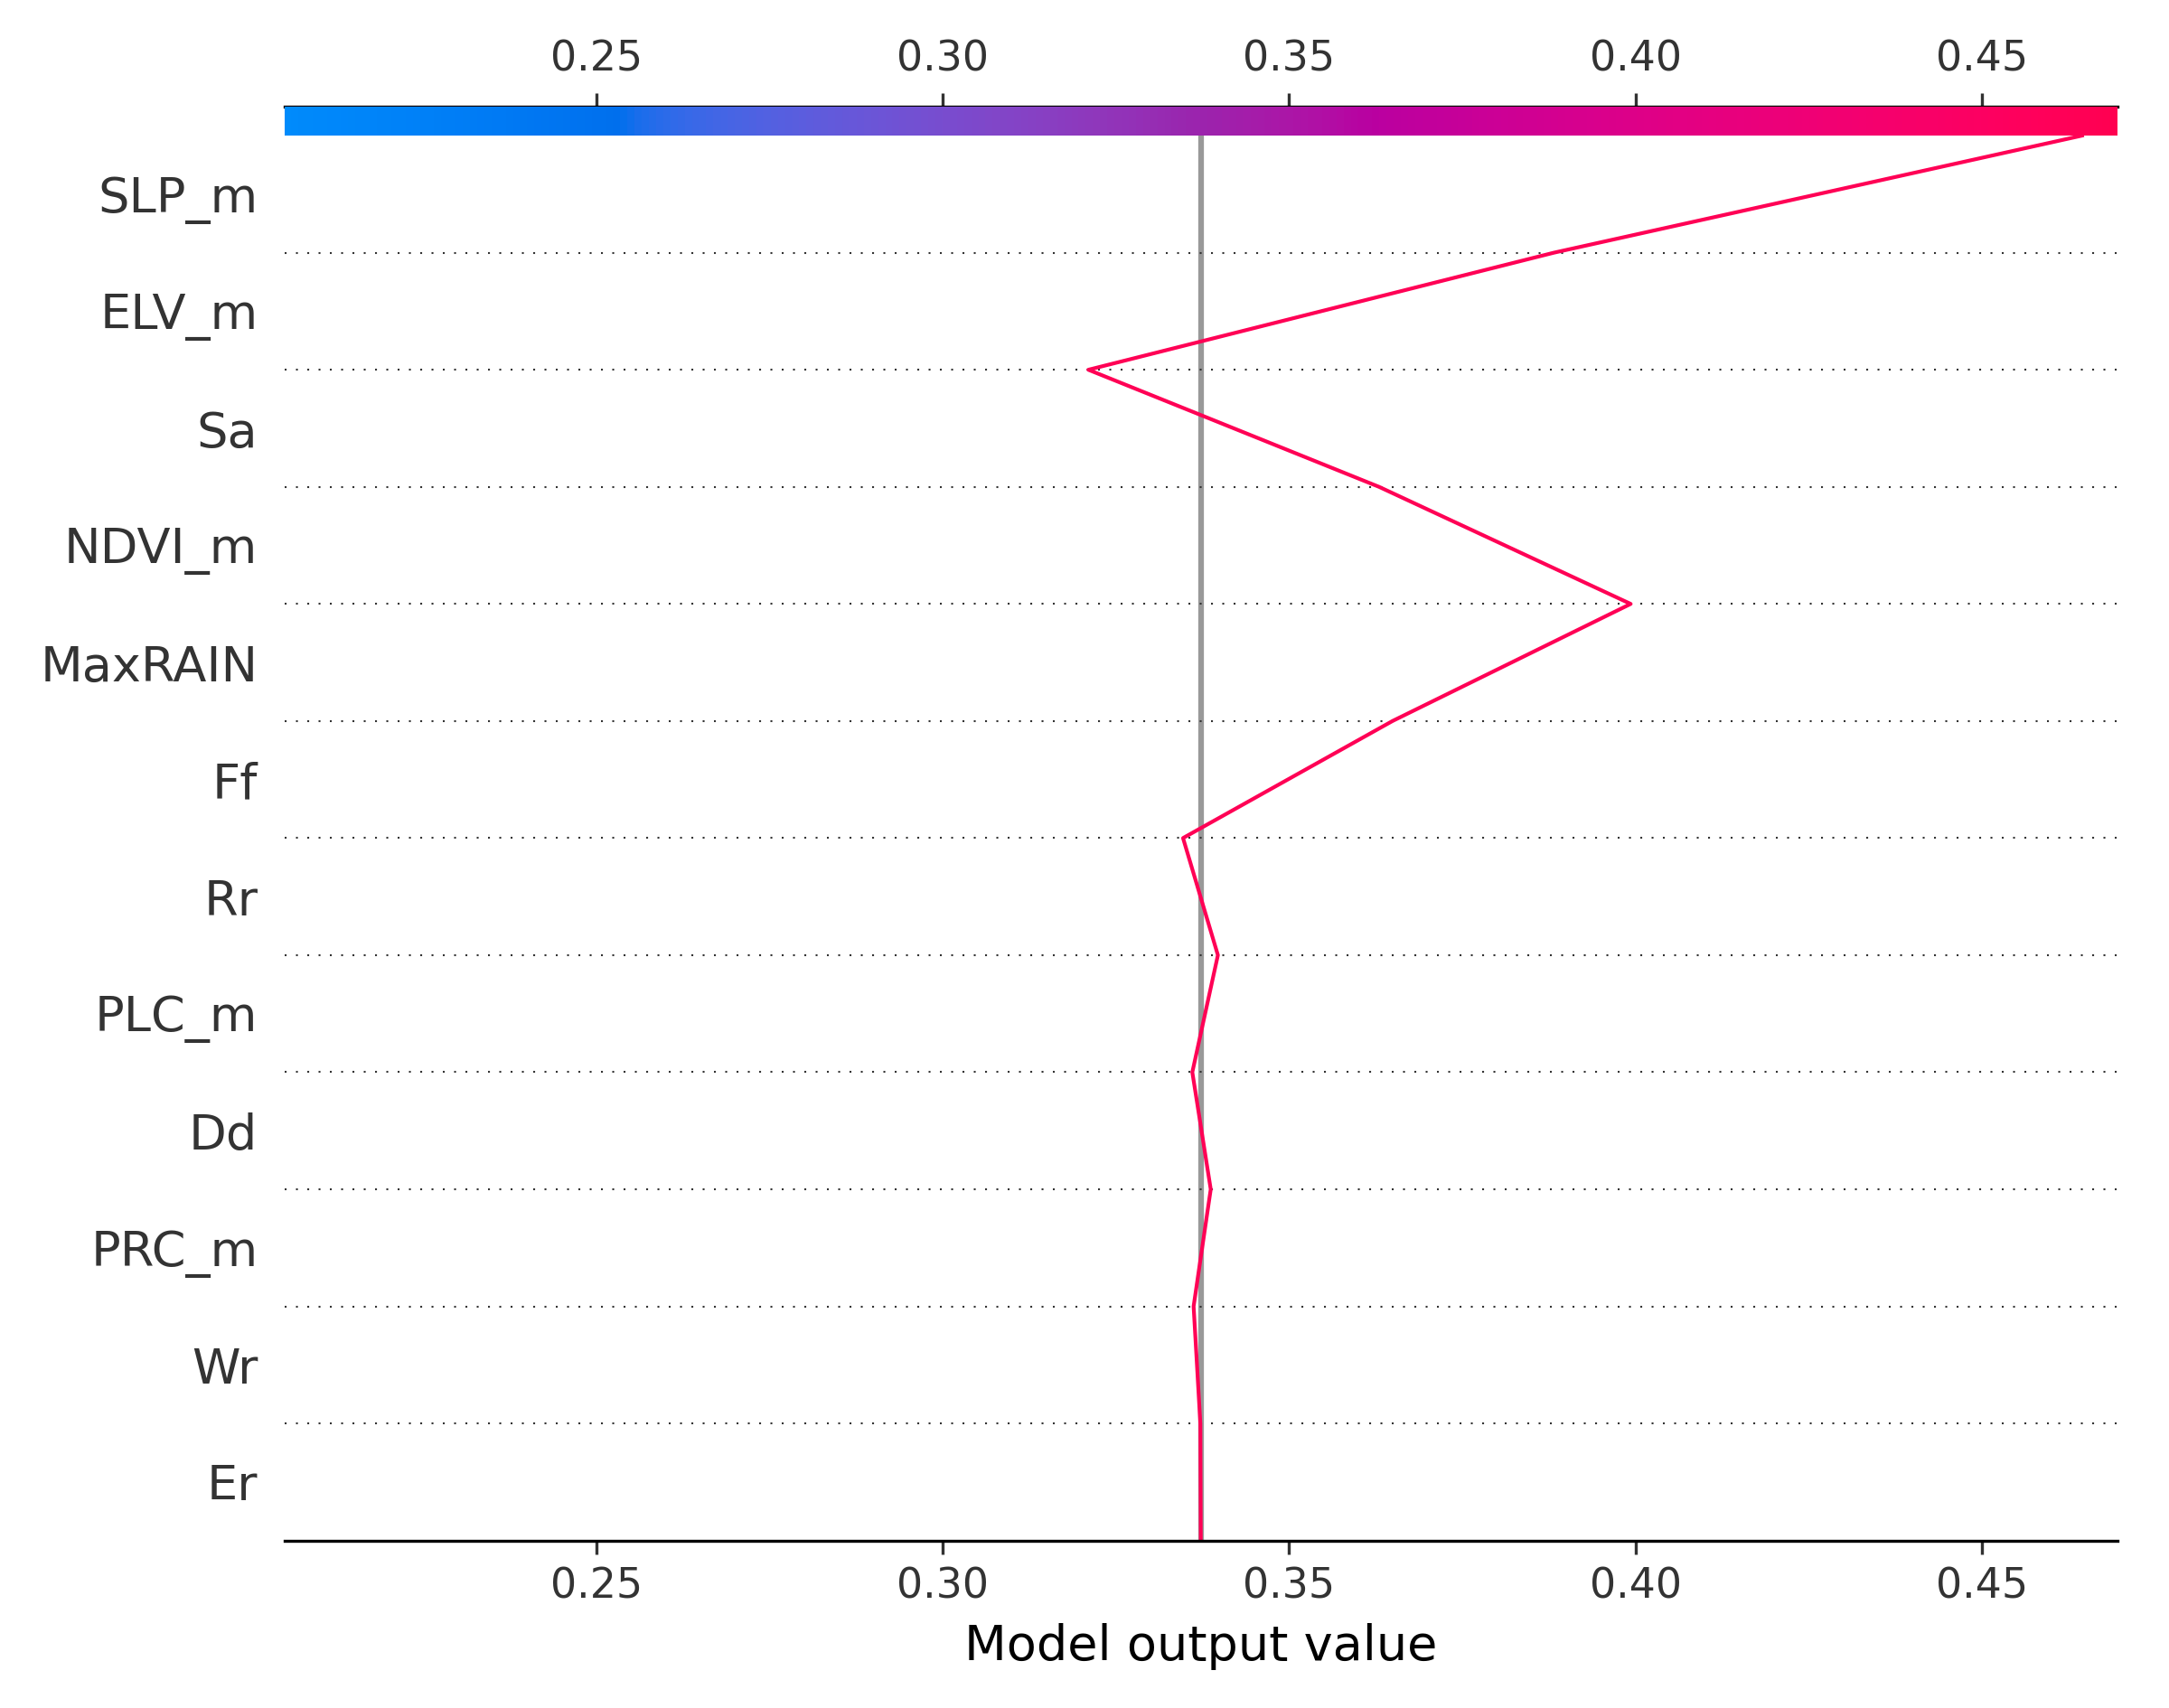 0.25 0.30 0.35 0.40 0.45
SLP_m
ELV_m
Sa
NDVI_m
MaxRAIN
Ff
Rr
PLC_m
Dd
PRC_m
Wr
Er
0.25 0.30 0.35 0.40 0.45
Model output value